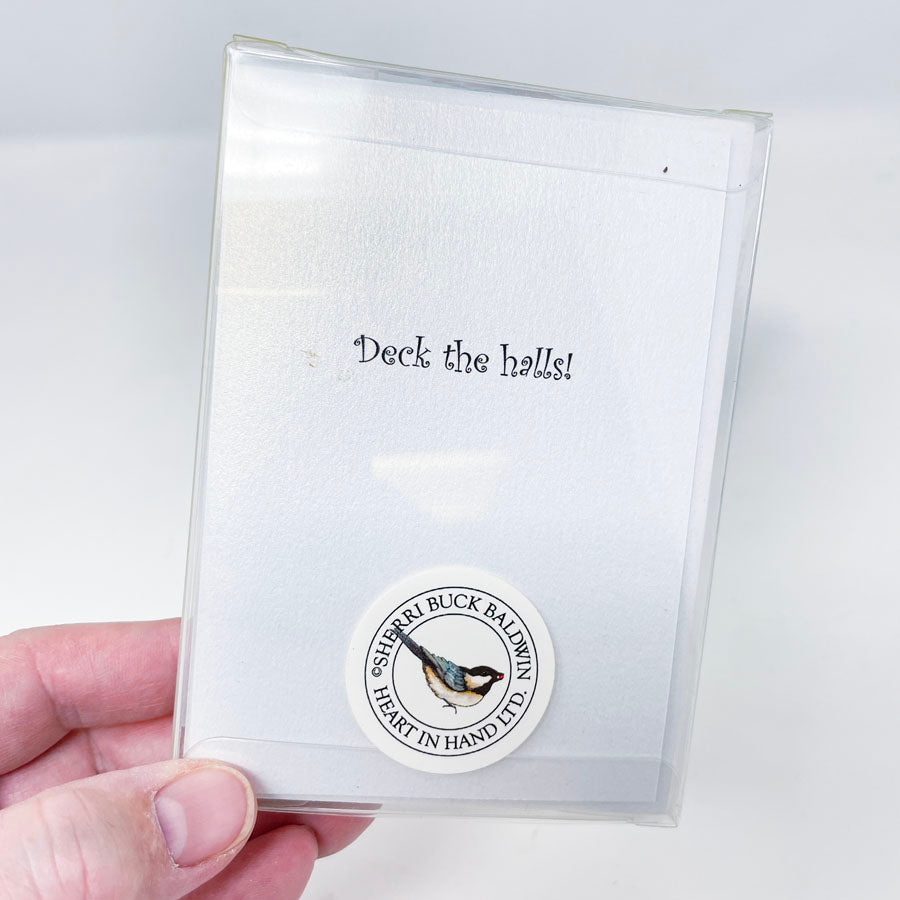 Deck the halls!
©SHERRI BUCK BALDWIN
HEART IN HAND LTD.